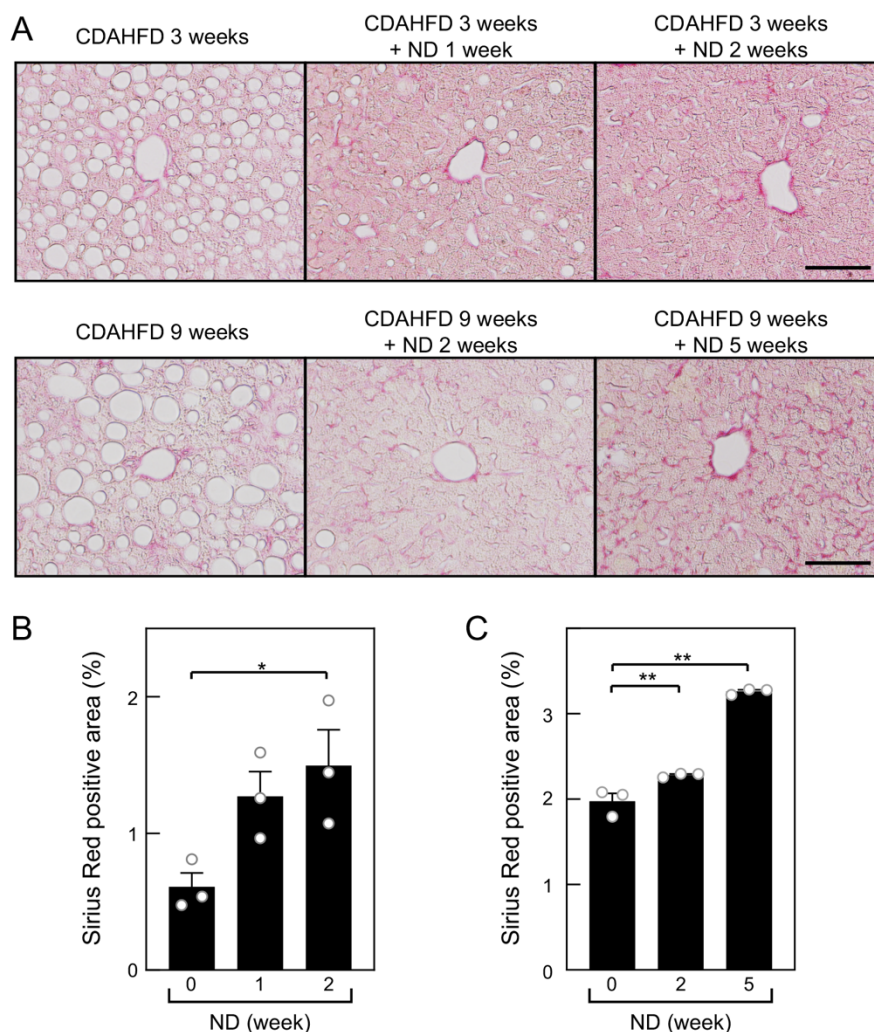 A
CDAHFD 3 weeks
CDAHFD 3 weeks
+ ND 1 week
CDAHFD 3 weeks
+ ND 2 weeks
CDAHFD 9 weeks
CDAHFD 9 weeks
+ ND 2 weeks
CDAHFD 9 weeks
+ ND 5 weeks
B
Sirius Red positive area (%)
2
1
0
*
0 1 2
ND (week)
C
Sirius Red positive area (%)
3
2
1
0
**
**
0 2 5
ND (week)